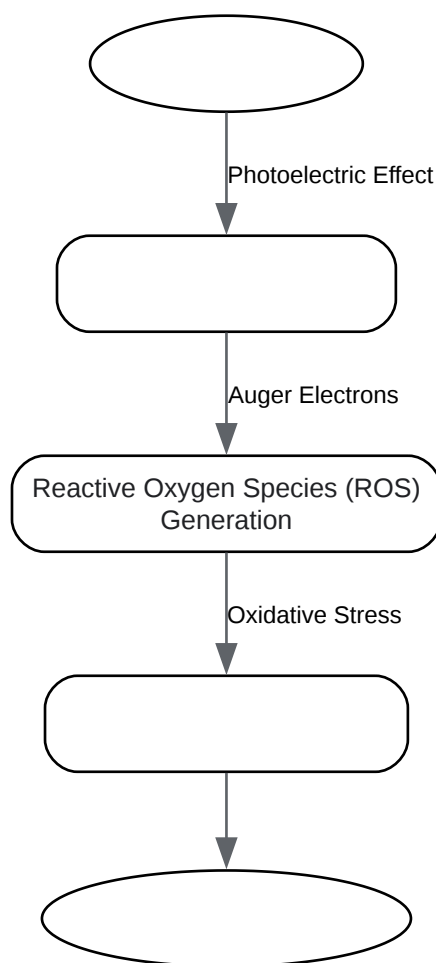 Photoelectric Effect
Auger Electrons
Reactive Oxygen Species (ROS)
Generation
Oxidative Stress